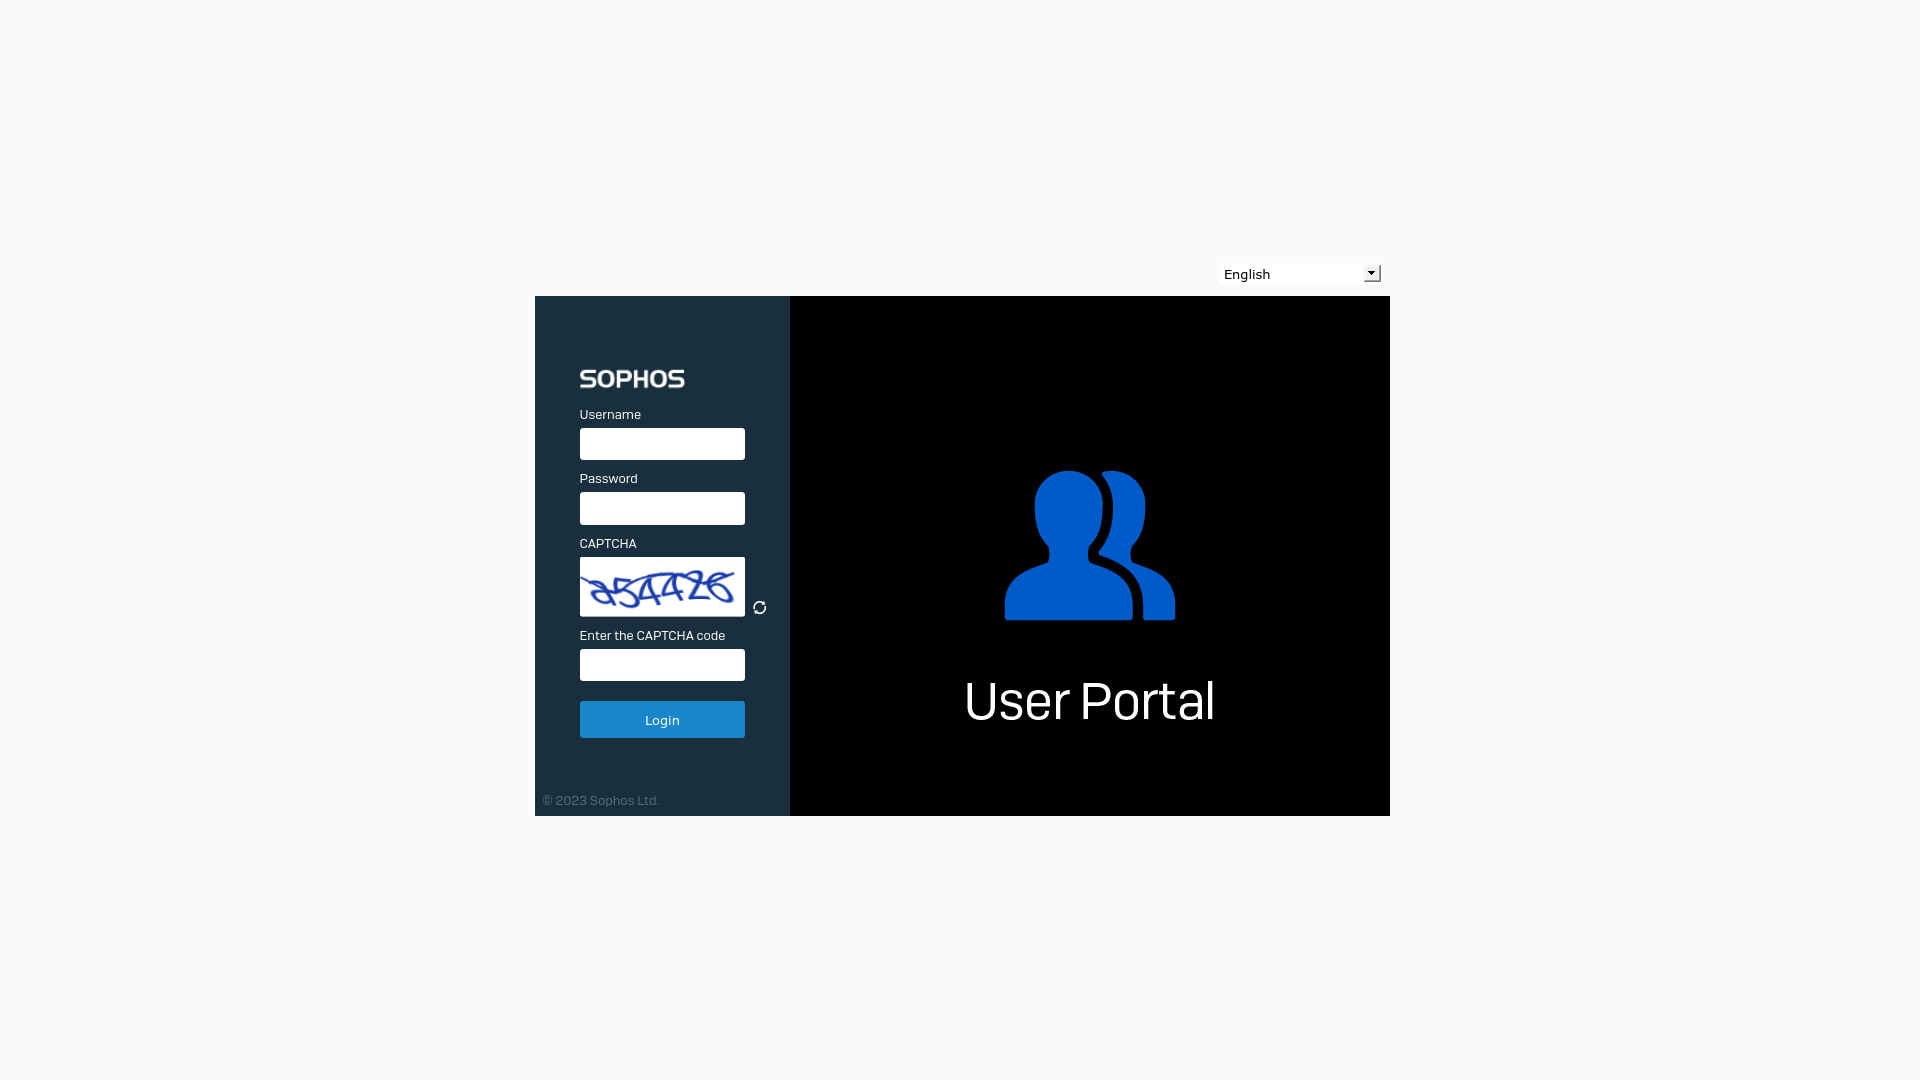 English
SOPHOS
Username
Password
CAPTCHA
Enter the CAPTCHA code
Login
User Portal
© 2023 Sophos Ltd.